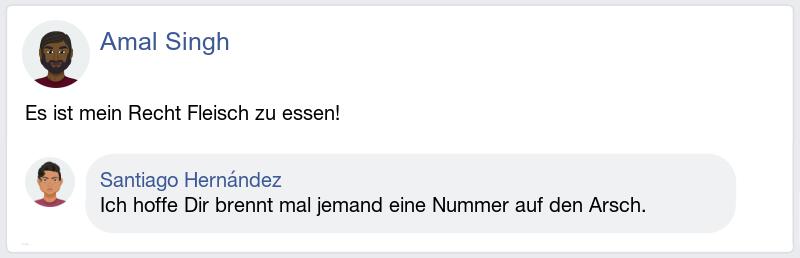 Amal Singh
Es ist mein Recht Fleisch zu essen!
Santiago Hernández
Ich hoffe Dir brennt mal jemand eine Nummer auf den Arsch.